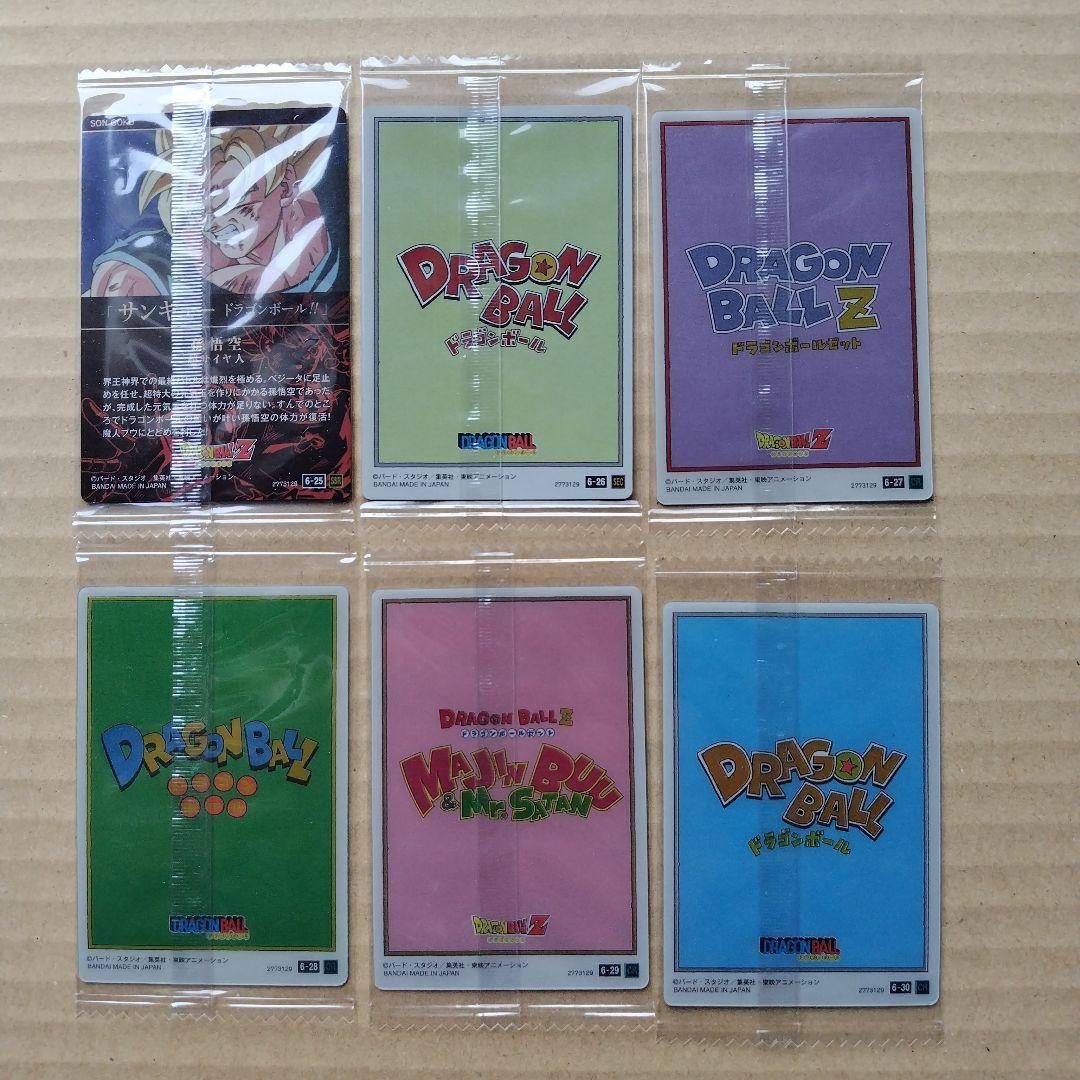 SON GOKU
「サンキュー ドラゴンボール!!」
孫悟空
超サイヤ人
界王神界での最終
は熾烈を極める。ベジータに足止
めを任せ、超特大の元気玉を作りにかかる孫悟空であった
が、完成した元気
体力が足りない。すんでのとこ
ろでドラゴンボー
いが叶い孫悟空の体力が復活!
魔人ブウにとどめを
DRAGON BALL Z
©バード・スタジオ/集英社・東映アニメーション
BANDAI MADE IN JAPAN
2773129 6-25 SSR
DRAGON BALL
ドラゴンボール
DRAGON BALL
©バード・スタジオ/集英社・東映アニメーション
BANDAI MADE IN JAPAN
2773129 6-26 SEC
DRAGON
BALL Z
ドラゴンボールゼット
DRAGON BALL Z
©バード・スタジオ/集英社・東映アニメーション
BANDAI MADE IN JAPAN
2773129 6-27 CR
DRAGON BALL
DRAGON BALL
©バード・スタジオ/集英社・東映アニメーション
BANDAI MADE IN JAPAN
2773129 6-28 CR
DRAGON BALL Z
ドラゴンボールゼット
MAJIN BUU
& MR. SATAN
DRAGON BALL Z
©バード・スタジオ/集英社・東映アニメーション
BANDAI MADE IN JAPAN
2773129 6-29 CR
DRAGON
BALL
ドラゴンボール
DRAGON BALL
©バード・スタジオ/集英社・東映アニメーション
BANDAI MADE IN JAPAN
2773129 6-30 CR